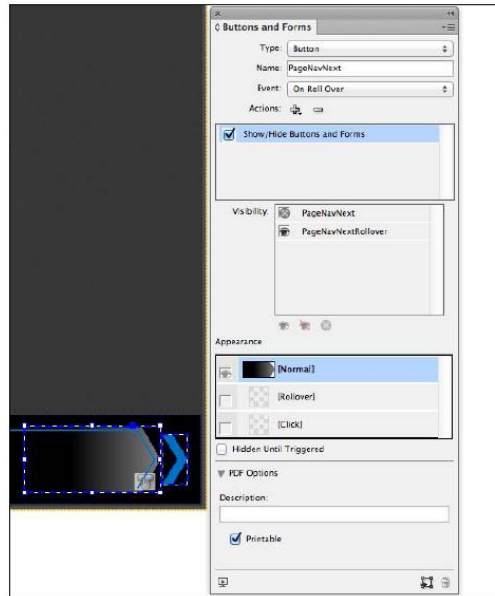 Buttons and Forms
Type: Button
Name: PageNavNext
Event: On Roll Over
Actions:
Show/Hide Buttons and Forms
Visibility: PageNavNext
PageNavNextRollover
Appearance
[Normal]
[Rollover]
[Click]
Hidden Until Triggered
PDF Options
Description:
Printable